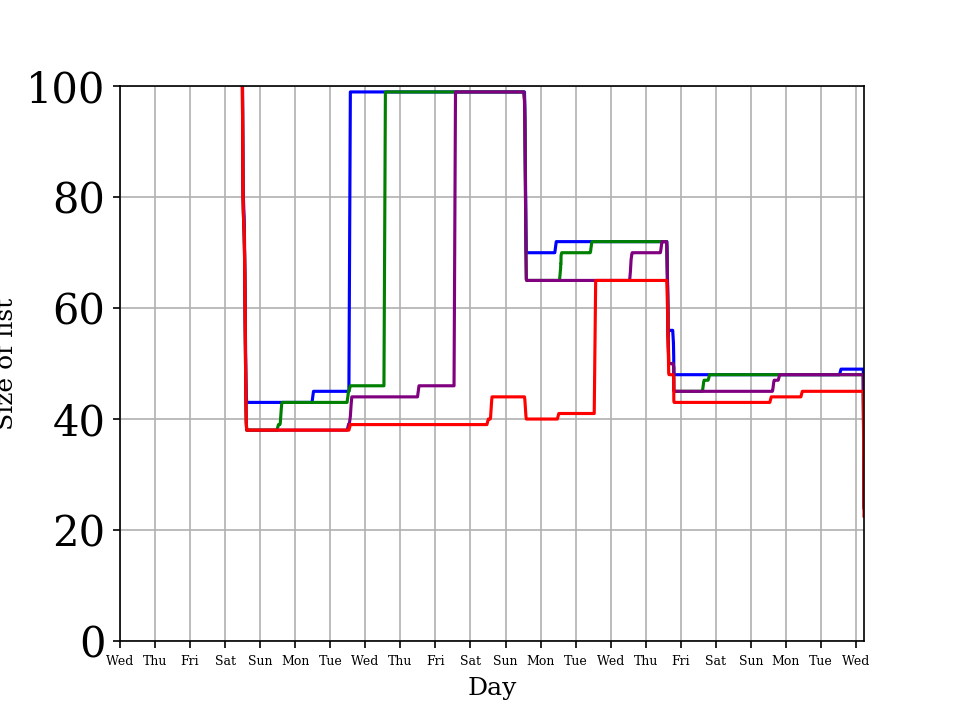 100
80
60
40
20
0
Size of list
Wed Thu Fri Sat Sun Mon Tue Wed Thu Fri Sat Sun Mon Tue Wed Thu Fri Sat Sun Mon Tue Wed
Day